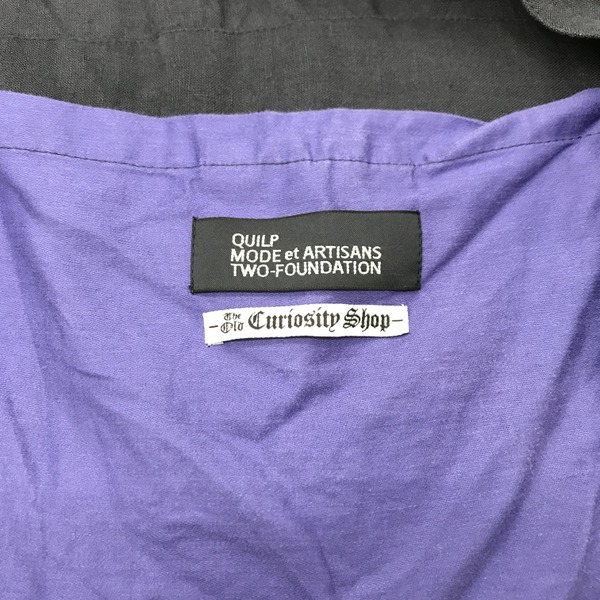 QUILP
MODE et ARTISANS
TWO-FOUNDATION
-The Old Curiosity Shop-